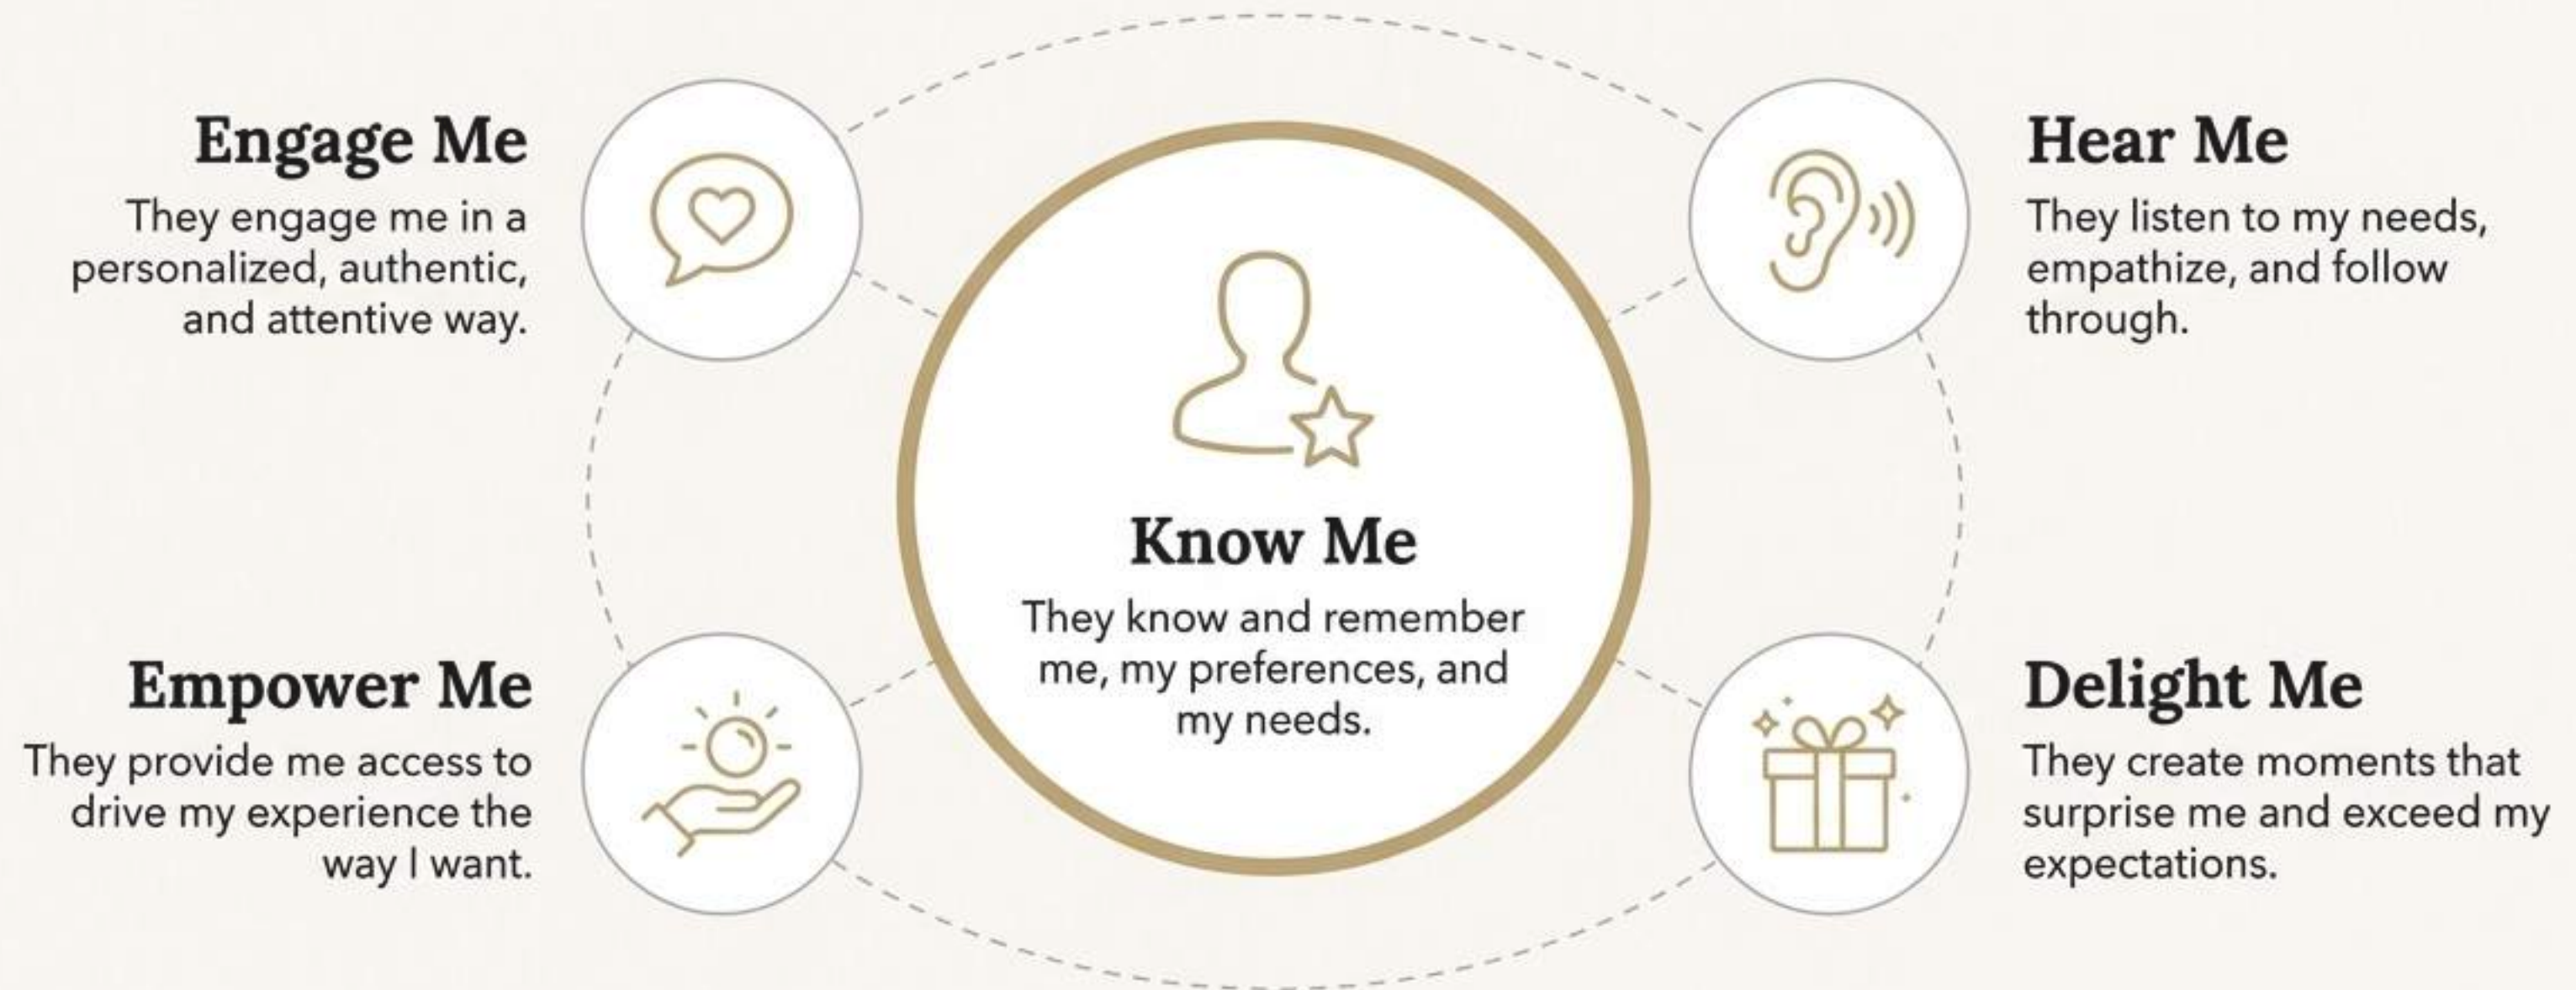 Engage Me
They engage me in a
personalized, authentic,
and attentive way.
Hear Me
They listen to my needs,
empathize, and follow
through.
Know Me
They know and remember
me, my preferences, and
my needs.
Empower Me
They provide me access to
drive my experience the
way I want.
Delight Me
They create moments that
surprise me and exceed my
expectations.